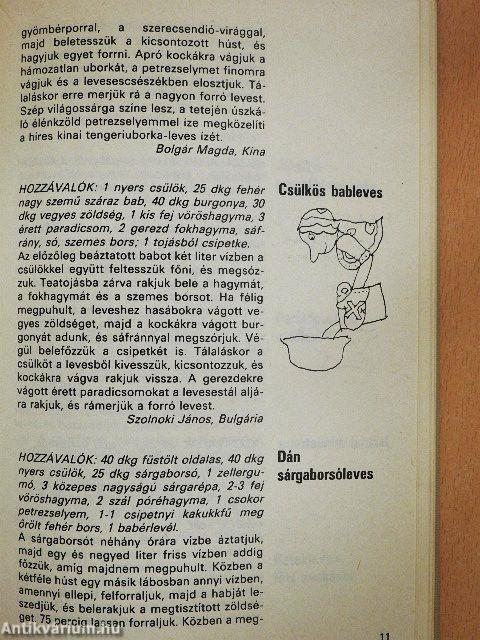 gyömbérporral, a szerecsendió-virággal,
majd beletesszük a kicsontozott húst, és
hagyjuk egyet forrni. Apró kockákra vágjuk a
hámozatlan uborkát, a petrezselymet finomra
vágjuk és a levesescsészékben elosztjuk. Tá-
laláskor erre merjük rá a nagyon forró levest.
Szép világossárga színe lesz, a tetején úszká-
ló élénkzöld petrezselyemmel íze megközelíti
a híres kínai tengeriuborka-leves ízét.
Bolgár Magda, Kína
Csülkös bableves
HOZZÁVALÓK: 1 nyers csülök, 25 dkg fehér
nagy szemű száraz bab, 40 dkg burgonya, 30
dkg vegyes zöldség, 1 kis fej vöröshagyma, 3
érett paradicsom, 2 gerezd fokhagyma, sáf-
rány, só, szemes bors; 1 tojásból csipetke.
Az előzőleg beáztatott babot két liter vízben a
csülökkel együtt feltesszük főni, és megsóz-
zuk. Teatojásba zárva rakjuk bele a hagymát,
a fokhagymát és a szemes borsot. Ha félig
megpuhult, a leveshez hasábokra vágott ve-
gyes zöldséget, majd a kockákra vágott bur-
gonyát adunk, és sáfránnyal megszórjuk. Vé-
gül belefőzzük a csipetkét is. Tálaláskor a
csülköt a levesből kivesszük, kicsontozzuk, és
kockákra vágva rakjuk vissza. A gerezdekre
vágott érett paradicsomokat a levesestál aljá-
ra rakjuk, és rámerjük a forró levest.
Szolnoki János, Bulgária
Dán
sárgaborsóleves
HOZZÁVALÓK: 40 dkg füstölt oldalas, 40 dkg
nyers csülök, 25 dkg sárgaborsó, 1 zellergu-
mó, 3 közepes nagyságú sárgarépa, 2-3 fej
vöröshagyma, 2 szál póréhagyma, 1 csokor
petrezselyem, 1-1 csipetnyi kakukkfű meg
őrölt fehér bors, 1 babérlevél.
A sárgaborsót néhány órára vízbe áztatjuk,
majd egy és negyed liter friss vízben addig
főzzük, amíg majdnem megpuhult. Közben a
kétféle húst egy másik lábosban annyi vízben,
amennyi ellepi, felforraljuk, majd a habját le-
szedjük, és belerakjuk a megtisztított zöldsé-
get. 75 percig lassan forraljuk. Közben a meg-
11
Antikvárium.hu